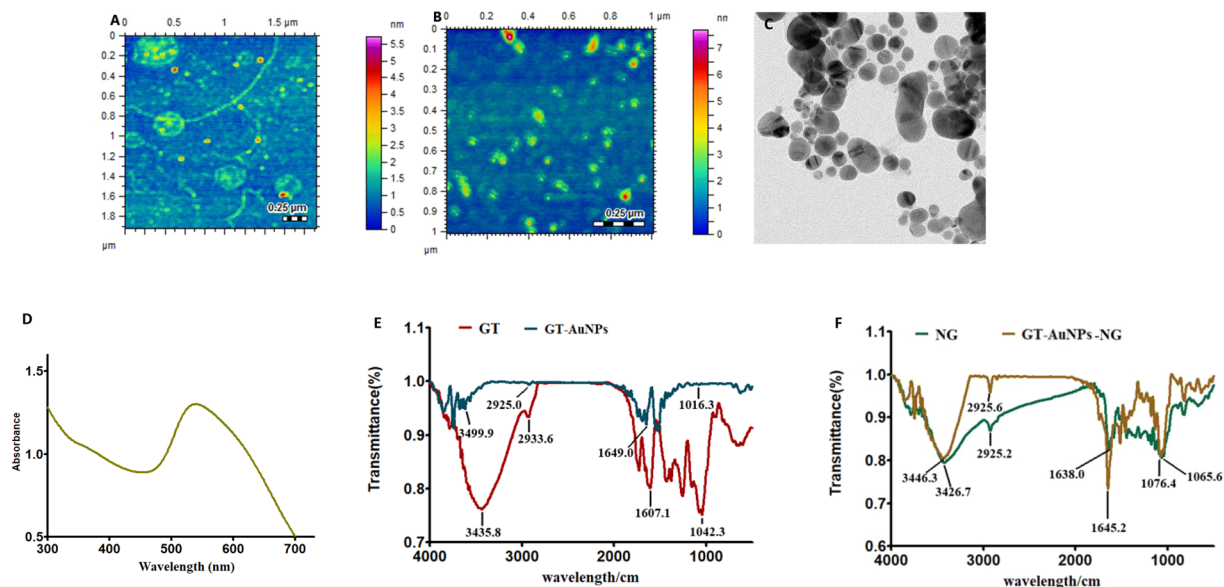 A
0 0.5 1 1.5 µm
nm
0
0.2
0.4
0.6
0.8
1
1.2
1.4
1.6
1.8
µm
0.25 µm
5.5
5
4.5
4
3.5
3
2.5
2
1.5
1
0.5
0
B
0 0.2 0.4 0.6 0.8 1 µm
nm
0
0.1
0.2
0.3
0.4
0.5
0.6
0.7
0.8
0.9
1
µm
0.25 µm
7
6
5
4
3
2
1
0
C
D
Absorbance
1.5
1.0
0.5
300 400 500 600 700
Wavelength (nm)
E
GT GT-AuNPs
Transmittance(%)
1.1
1.0
0.9
0.8
0.7
3499.9
2925.0
2933.6
1649.0
1016.3
1607.1
3435.8
1042.3
4000 3000 2000 1000
wavelength/cm
F
NG GT-AuNPs-NG
Transmittance(%)
1.1
1.0
0.9
0.8
0.7
0.6
2925.6
2925.2
3446.3
3426.7
1638.0
1076.4
1065.6
1645.2
4000 3000 2000 1000
wavelength/cm